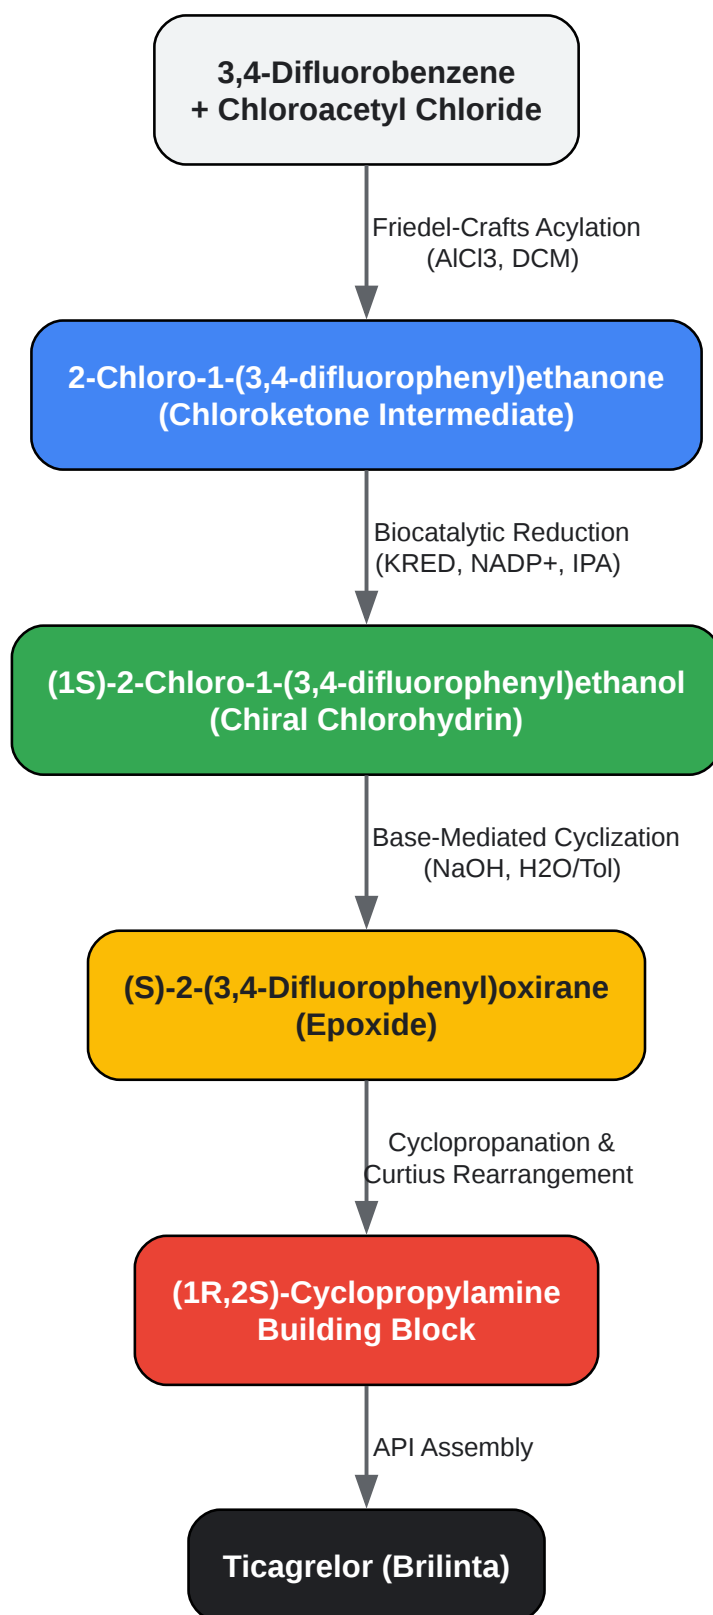 3,4-Difluorobenzene
+ Chloroacetyl Chloride
Friedel-Crafts Acylation
(AlCl3, DCM)
2-Chloro-1-(3,4-difluorophenyl)ethanone
(Chloroketone Intermediate)
Biocatalytic Reduction
(KRED, NADP+, IPA)
(1S)-2-Chloro-1-(3,4-difluorophenyl)ethanol
(Chiral Chlorohydrin)
Base-Mediated Cyclization
(NaOH, H2O/Tol)
(S)-2-(3,4-Difluorophenyl)oxirane
(Epoxide)
Cyclopropanation &
Curtius Rearrangement
(1R,2S)-Cyclopropylamine
Building Block
API Assembly
Ticagrelor (Brilinta)